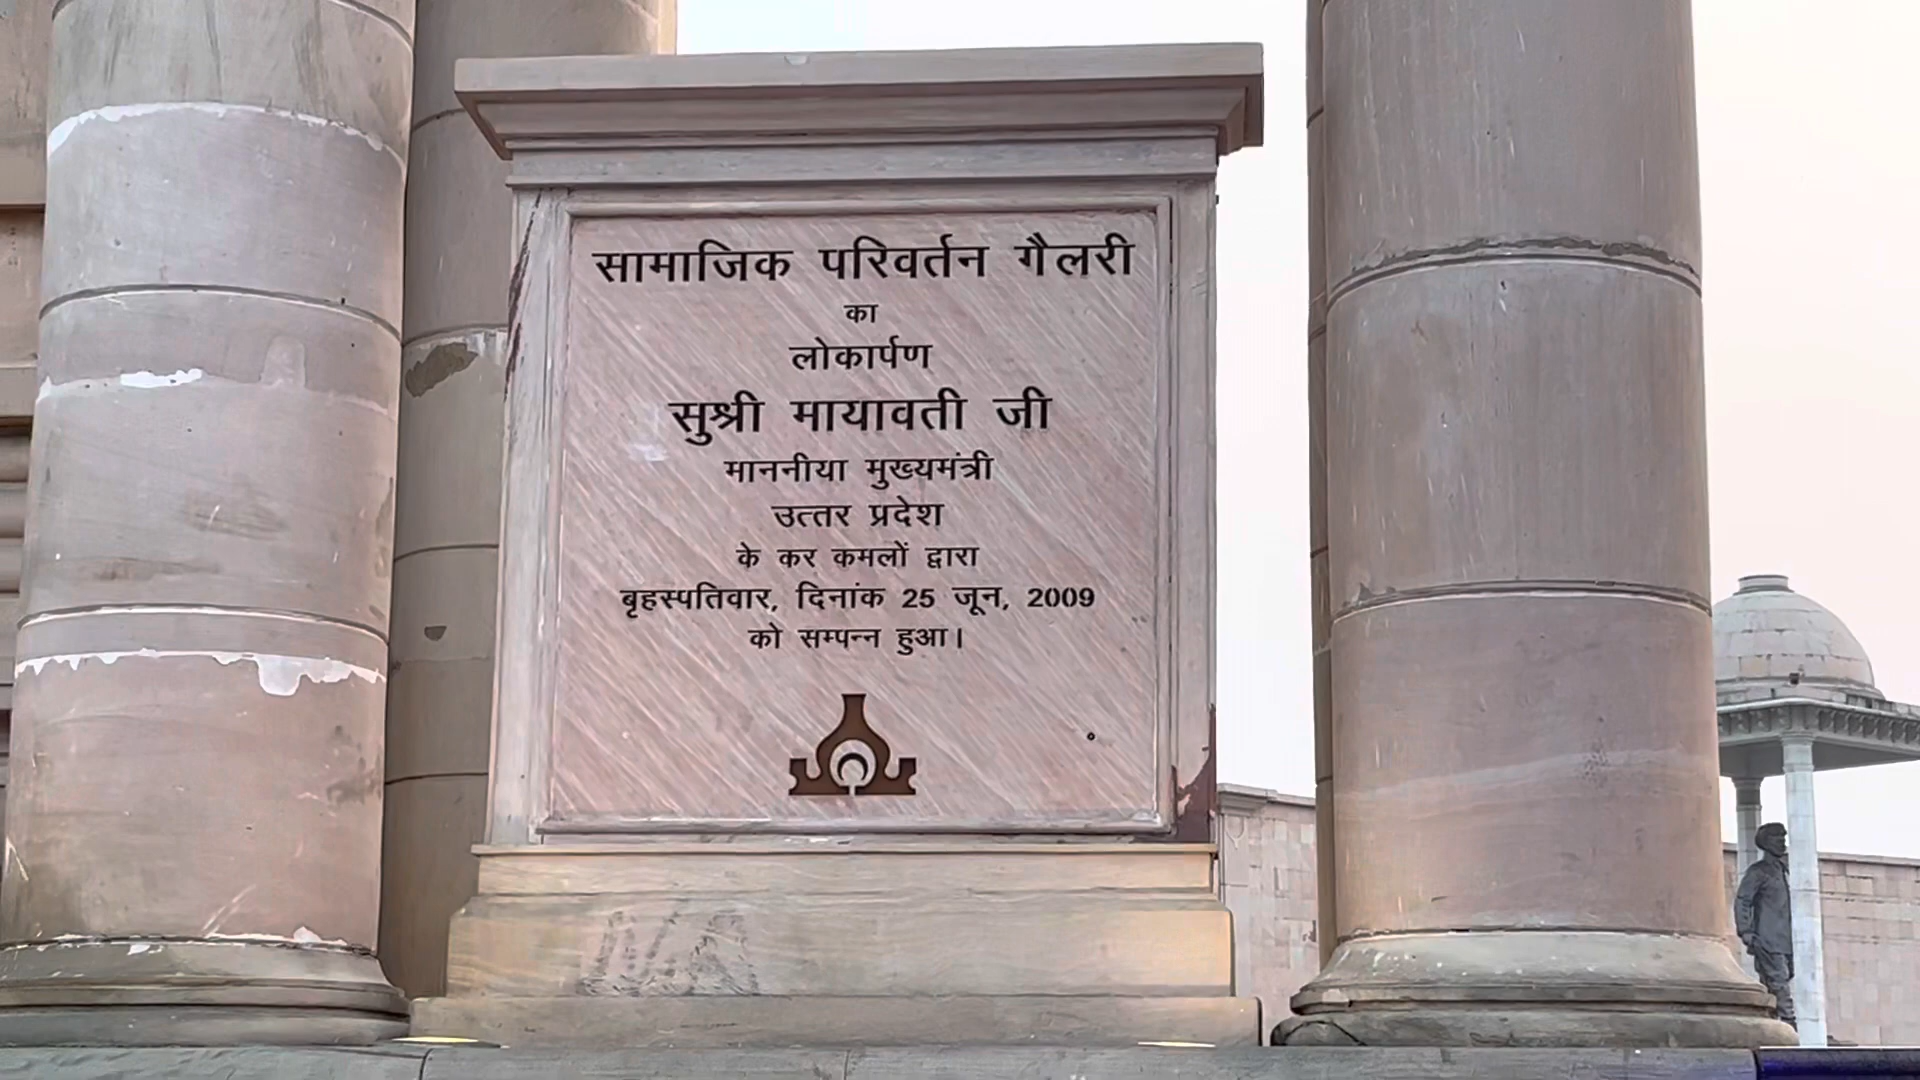 सामाजिक परिवर्तन गैलरी
का
लोकार्पण
सुश्री मायावती जी
माननीया मुख्यमंत्री
उत्तर प्रदेश
के कर कमलों द्वारा
बृहस्पतिवार, दिनांक 25 जून, 2009
को सम्पन्न हुआ।